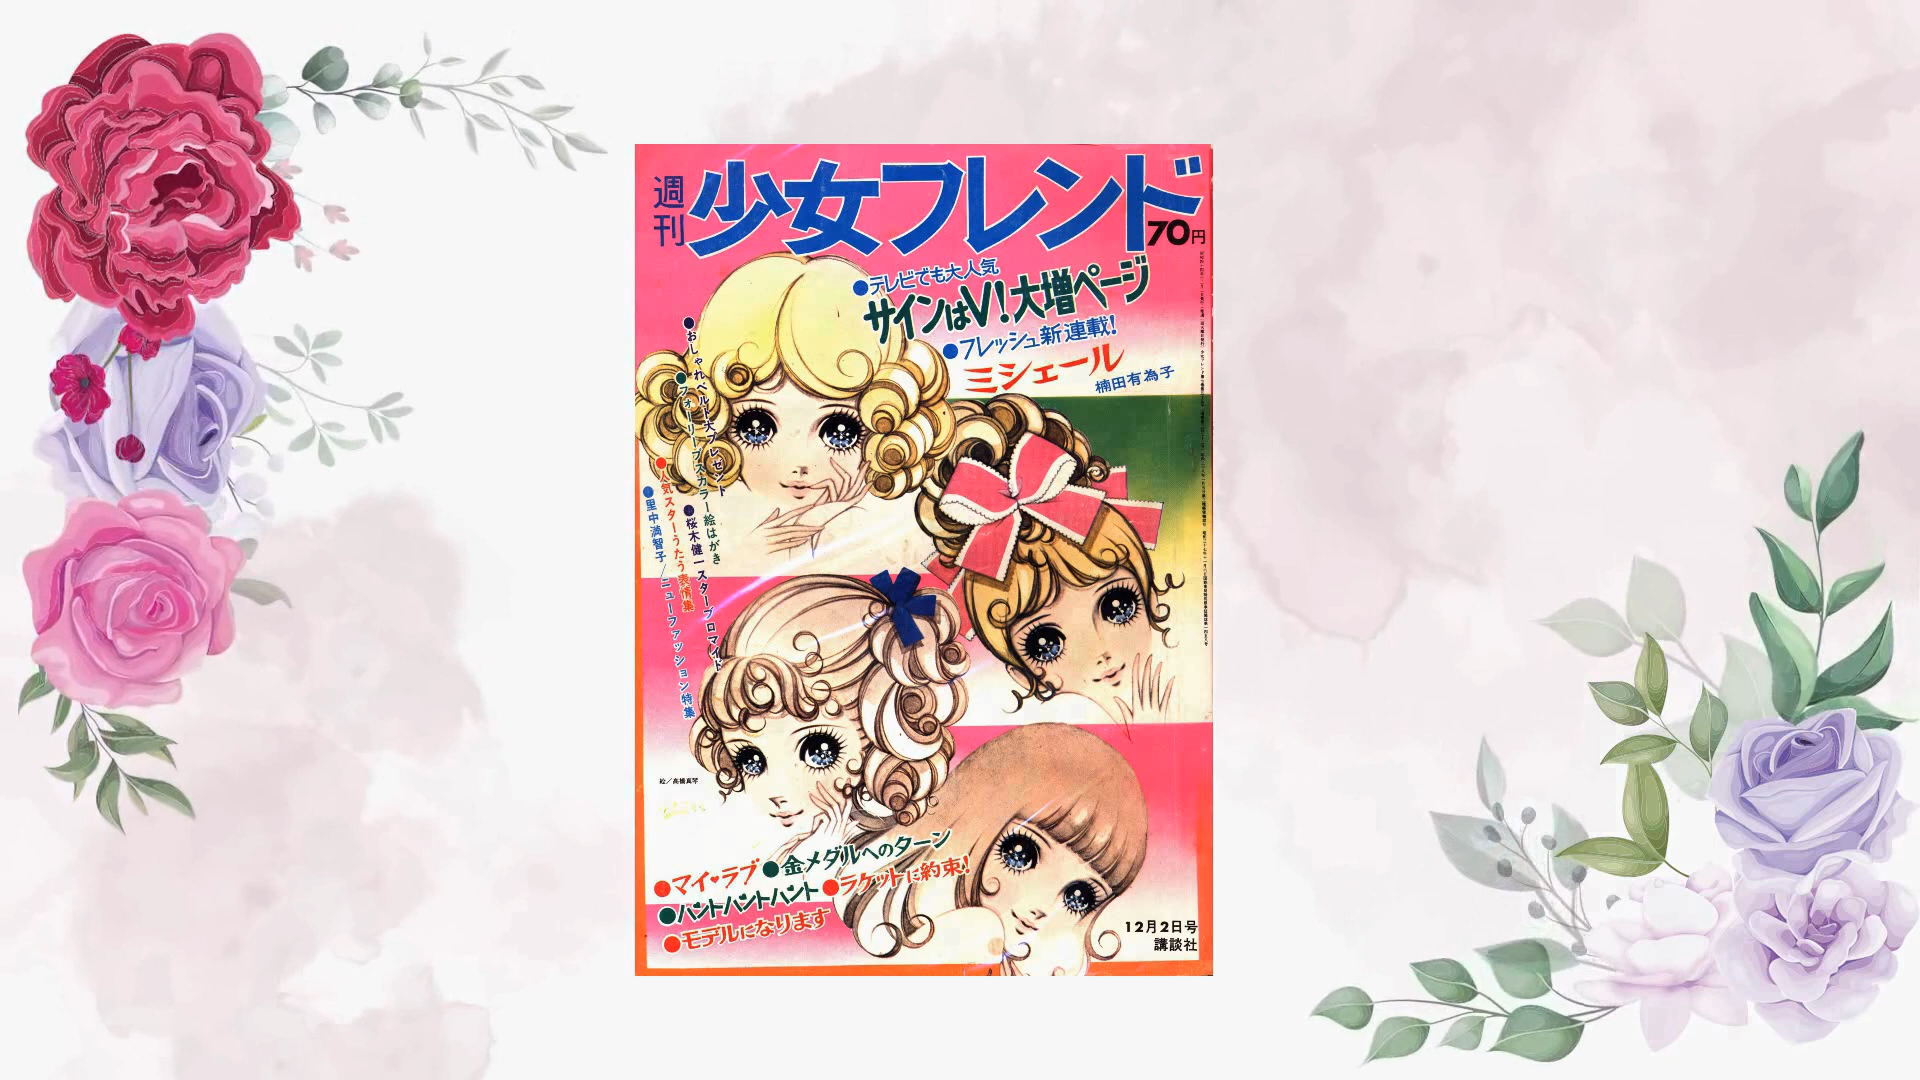 週刊
少女フレンド
70円
●テレビでも大人気
サインはV!大増ページ
●フレッシュ新連載!
ミシェール
楠田有為子
●おしゃれベルト大プレゼント
●フォーリーブスカラー絵はがき
●桜木健一スターブロマイド
●人気スターうたう表情集
●里中満智子/ニューファッション特集
絵/高橋真琴
●マイ♥ラブ●金メダルへのターン
●ハントハントハント●ラケットに約束!
●モデルになります
12月2日号
講談社